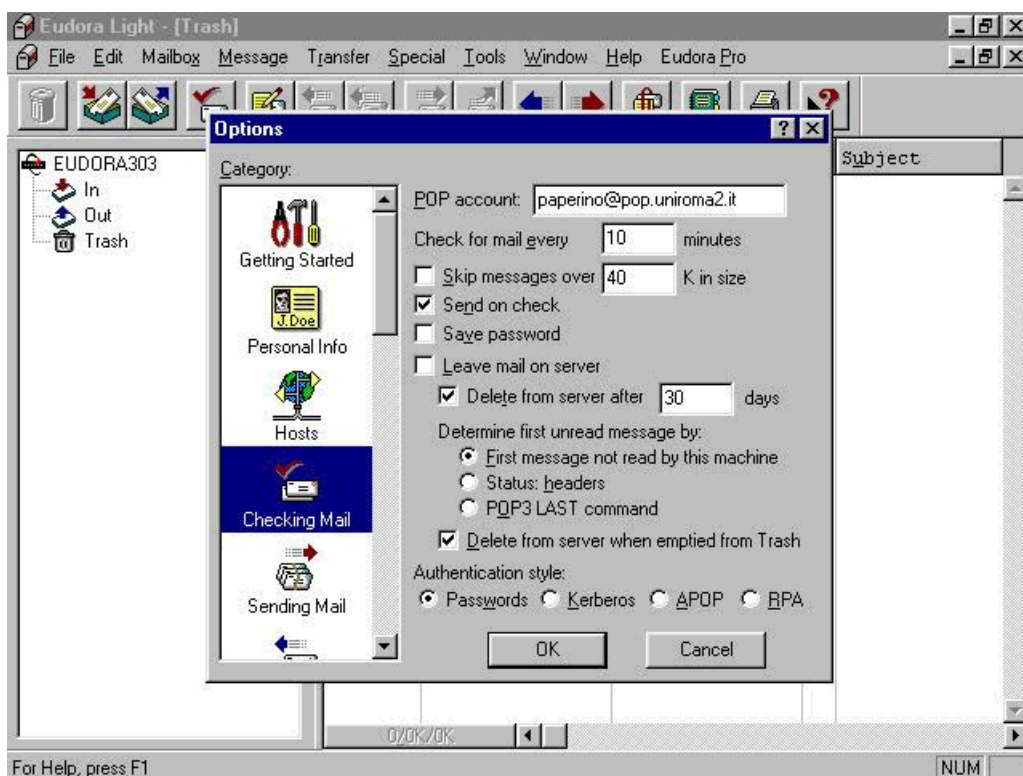 Eudora Light - [Trash]
File Edit Mailbox Message Transfer Special Tools Window Help Eudora Pro
Options
EUDORA303
In
Out
Trash
Subject
Category:
Getting Started
J.Doe
Personal Info
Hosts
Checking Mail
Sending Mail
POP account: paperino@pop.uniroma2.it
Check for mail every 10 minutes
Skip messages over 40 K in size
Send on check
Save password
Leave mail on server
Delete from server after 30 days
Determine first unread message by:
First message not read by this machine
Status: headers
POP3 LAST command
Delete from server when emptied from Trash
Authentication style:
Passwords Kerberos APOP RPA
OK Cancel
0/0K/0K
For Help, press F1 NUM